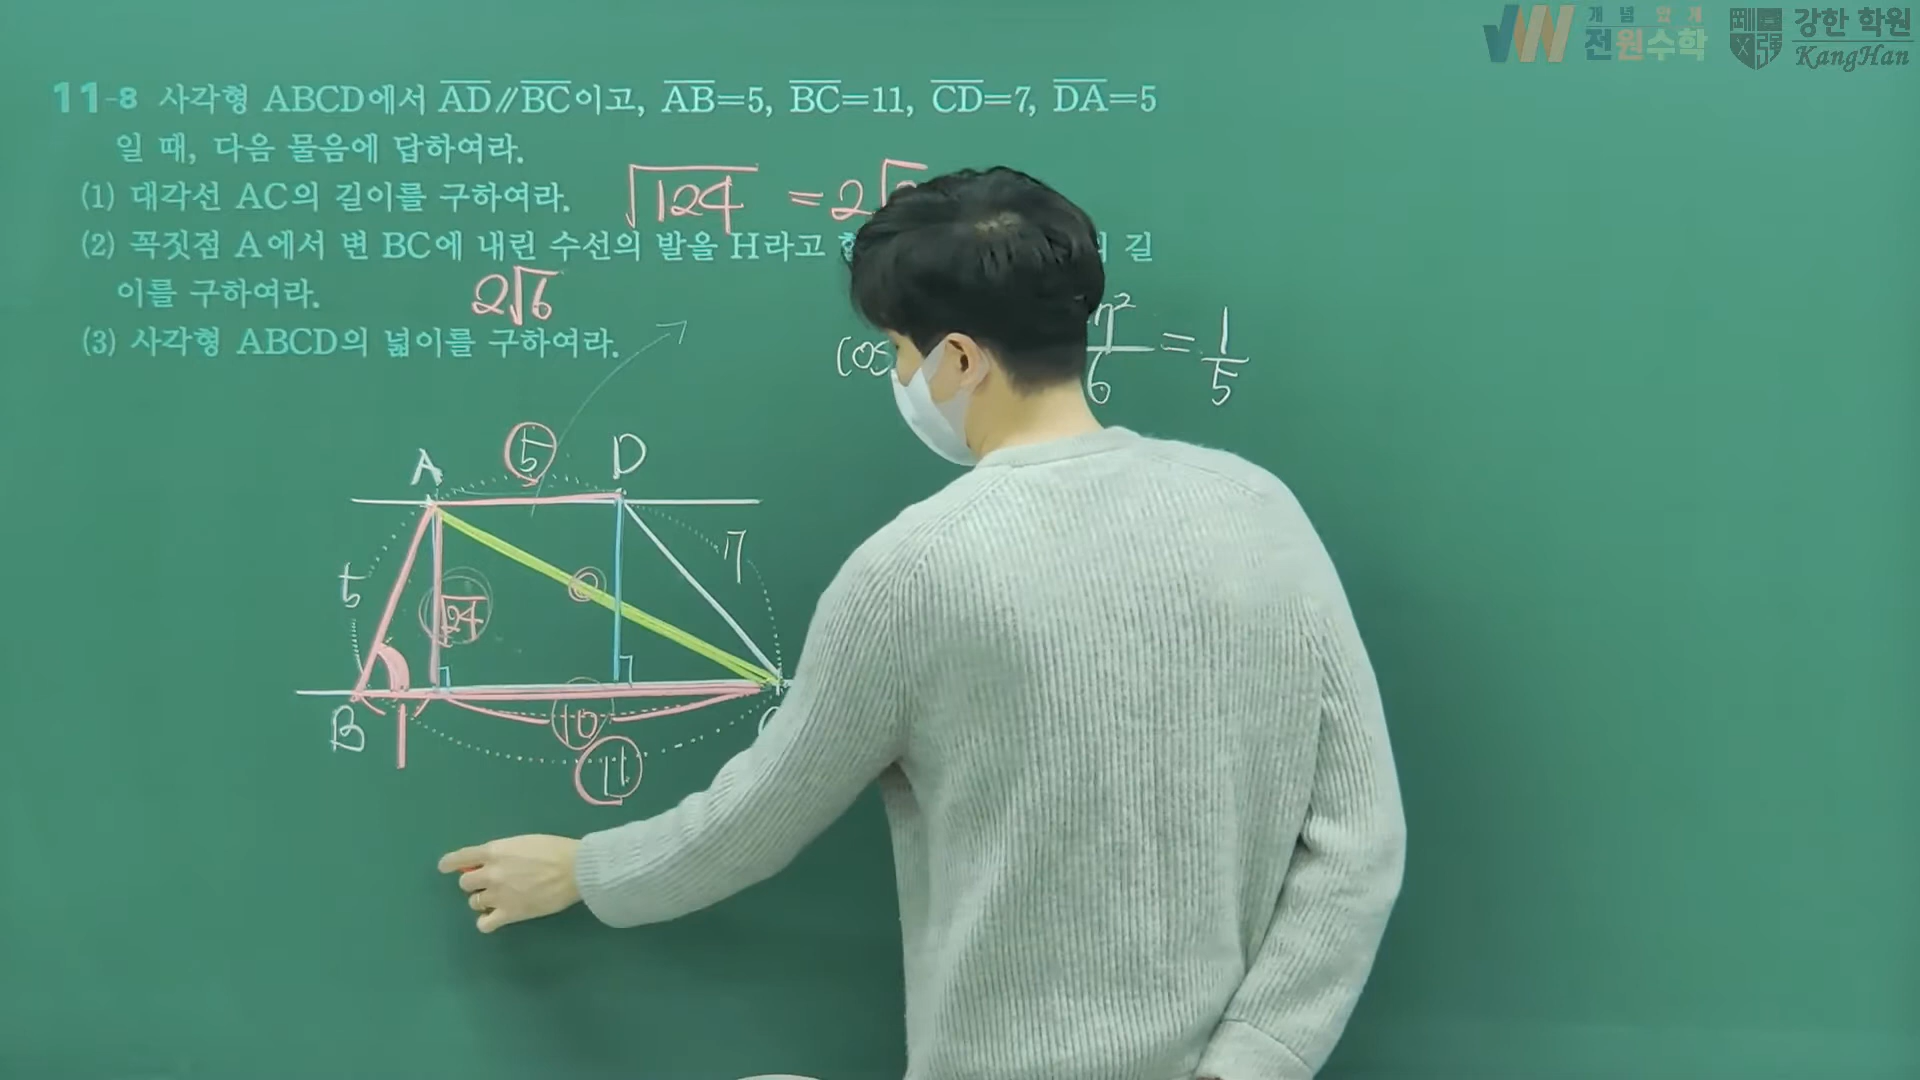 개념있게
전원수학
강한 학원
KangHan
11-8 사각형 ABCD에서 AD∥BC이고, AB=5, BC=11, CD=7, DA=5
일 때, 다음 물음에 답하여라.
(1) 대각선 AC의 길이를 구하여라. √124 = 2√
(2) 꼭짓점 A에서 변 BC에 내린 수선의 발을 H라고 길
이를 구하여라. 2√6
(3) 사각형 ABCD의 넓이를 구하여라.
cos 7² / 6 = 1/5
A 5 D
5 √24 7
B 1 10
11